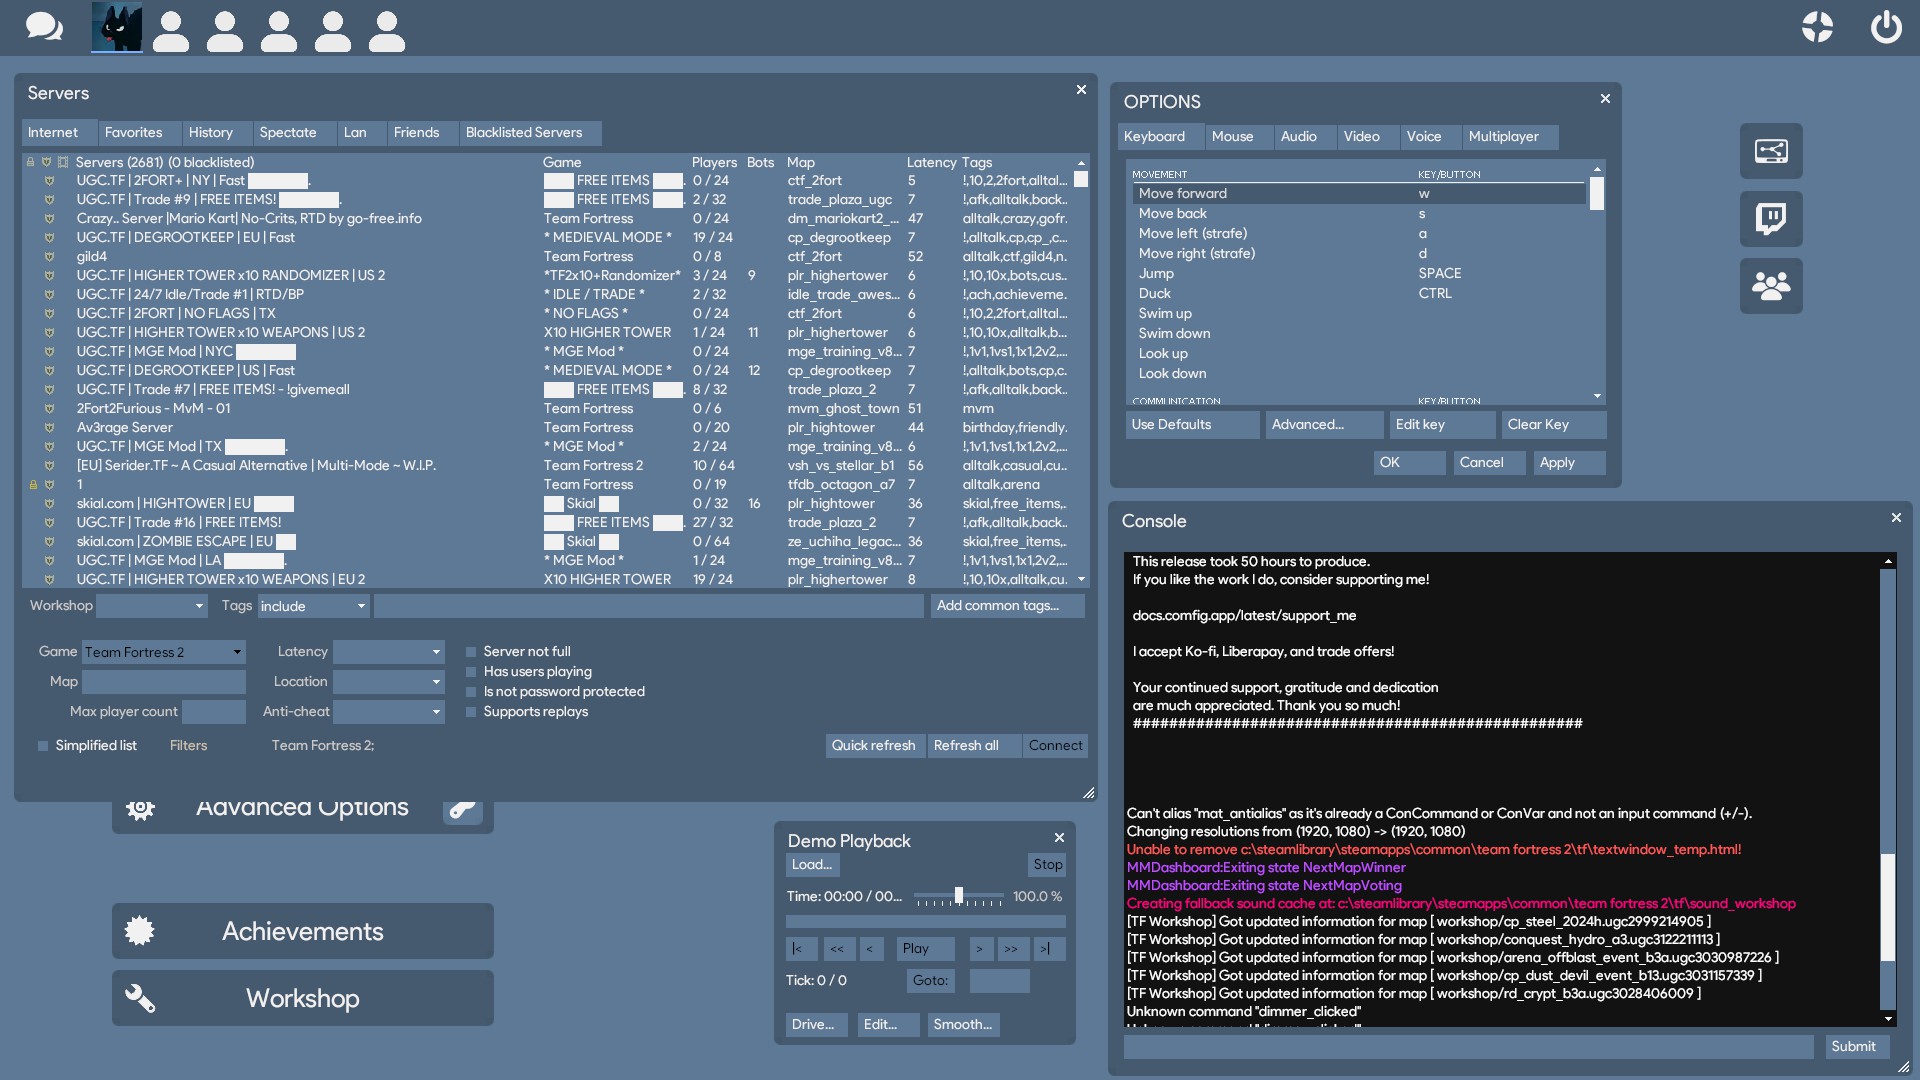 Servers
Internet Favorites History Spectate Lan Friends Blacklisted Servers
Servers (2681) (0 blacklisted) Game Players Bots Map Latency Tags
UGC.TF | 2FORT+ | NY | Fast . FREE ITEMS . 0 / 24 ctf_2fort 5 !,10,2,2fort,alltal...
UGC.TF | Trade #9 | FREE ITEMS! . FREE ITEMS . 2 / 32 trade_plaza_ugc 7 !,afk,alltalk,back..
Crazy.. Server |Mario Kart| No-Crits, RTD by go-free.info Team Fortress 0 / 24 dm_mariokart2_... 47 alltalk,crazy,gofr.
UGC.TF | DEGROOTKEEP | EU | Fast * MEDIEVAL MODE * 19 / 24 cp_degrootkeep 7 !,alltalk,cp,cp_,c...
gild4 Team Fortress 0 / 8 ctf_2fort 52 alltalk,ctf,gild4,n.
UGC.TF | HIGHER TOWER x10 RANDOMIZER | US 2 *TF2x10+Randomizer* 3 / 24 9 plr_highertower 6 !,10,10x,bots,cus..
UGC.TF | 24/7 Idle/Trade #1 | RTD/BP * IDLE / TRADE * 2 / 32 idle_trade_awes... 6 !,ach,achieveme.
UGC.TF | 2FORT | NO FLAGS | TX * NO FLAGS * 0 / 24 ctf_2fort 6 !,10,2,2fort,alltal...
UGC.TF | HIGHER TOWER x10 WEAPONS | US 2 X10 HIGHER TOWER 1 / 24 11 plr_highertower 6 !,10,10x,alltalk,b...
UGC.TF | MGE Mod | NYC * MGE Mod * 0 / 24 mge_training_v8... 7 !,1v1,1vs1,1x1,2v2,...
UGC.TF | DEGROOTKEEP | US | Fast * MEDIEVAL MODE * 0 / 24 12 cp_degrootkeep 7 !,alltalk,bots,cp,c.
UGC.TF | Trade #7 | FREE ITEMS! - !givemeall FREE ITEMS . 8 / 32 trade_plaza_2 7 !,afk,alltalk,back..
2Fort2Furious - MvM - 01 Team Fortress 0 / 6 mvm_ghost_town 51 mvm
Av3rage Server Team Fortress 0 / 20 plr_hightower 44 birthday,friendly.
UGC.TF | MGE Mod | TX . * MGE Mod * 2 / 24 mge_training_v8... 6 !,1v1,1vs1,1x1,2v2,...
[EU] Serider.TF ~ A Casual Alternative | Multi-Mode ~ W.I.P. Team Fortress 2 10 / 64 vsh_vs_stellar_b1 56 alltalk,casual,cu..
1 Team Fortress 0 / 19 tfdb_octagon_a7 7 alltalk,arena
skial.com | HIGHTOWER | EU Skial 0 / 32 16 plr_hightower 36 skial,free_items,.
UGC.TF | Trade #16 | FREE ITEMS! FREE ITEMS . 27 / 32 trade_plaza_2 7 !,afk,alltalk,back..
skial.com | ZOMBIE ESCAPE | EU Skial 0 / 64 ze_uchiha_legac... 36 skial,free_items,.
UGC.TF | MGE Mod | LA . * MGE Mod * 1 / 24 mge_training_v8... 7 !,1v1,1vs1,1x1,2v2,...
UGC.TF | HIGHER TOWER x10 WEAPONS | EU 2 X10 HIGHER TOWER 19 / 24 plr_highertower 8 !,10,10x,alltalk,cu.
Workshop Tags include Add common tags...
Game Team Fortress 2 Latency Server not full
Has users playing
Map Location Is not password protected
Max player count Anti-cheat Supports replays
Simplified list Filters Team Fortress 2; Quick refresh Refresh all Connect
Advanced Options
Achievements
Workshop
OPTIONS
Keyboard Mouse Audio Video Voice Multiplayer
MOVEMENT KEY/BUTTON
Move forward w
Move back s
Move left (strafe) a
Move right (strafe) d
Jump SPACE
Duck CTRL
Swim up
Swim down
Look up
Look down
COMMUNICATION KEY/BUTTON
Use Defaults Advanced... Edit key Clear Key
OK Cancel Apply
Demo Playback
Load... Stop
Time: 00:00 / 00... 100.0 %
|< << < Play > >> >|
Tick: 0 / 0 Goto:
Drive... Edit... Smooth...
Console
This release took 50 hours to produce.
If you like the work I do, consider supporting me!
docs.comfig.app/latest/support_me
I accept Ko-fi, Liberapay, and trade offers!
Your continued support, gratitude and dedication
are much appreciated. Thank you so much!
##################################################
Can't alias "mat_antialias" as it's already a ConCommand or ConVar and not an input command (+/-).
Changing resolutions from (1920, 1080) -> (1920, 1080)
Unable to remove c:\steamlibrary\steamapps\common\team fortress 2\tf\textwindow_temp.html!
MMDashboard:Exiting state NextMapWinner
MMDashboard:Exiting state NextMapVoting
Creating fallback sound cache at: c:\steamlibrary\steamapps\common\team fortress 2\tf\sound_workshop
[TF Workshop] Got updated information for map [ workshop/cp_steel_2024h.ugc2999214905 ]
[TF Workshop] Got updated information for map [ workshop/conquest_hydro_a3.ugc3122211113 ]
[TF Workshop] Got updated information for map [ workshop/arena_offblast_event_b3a.ugc3030987226 ]
[TF Workshop] Got updated information for map [ workshop/cp_dust_devil_event_b13.ugc3031157339 ]
[TF Workshop] Got updated information for map [ workshop/rd_crypt_b3a.ugc3028406009 ]
Unknown command "dimmer_clicked"
Submit